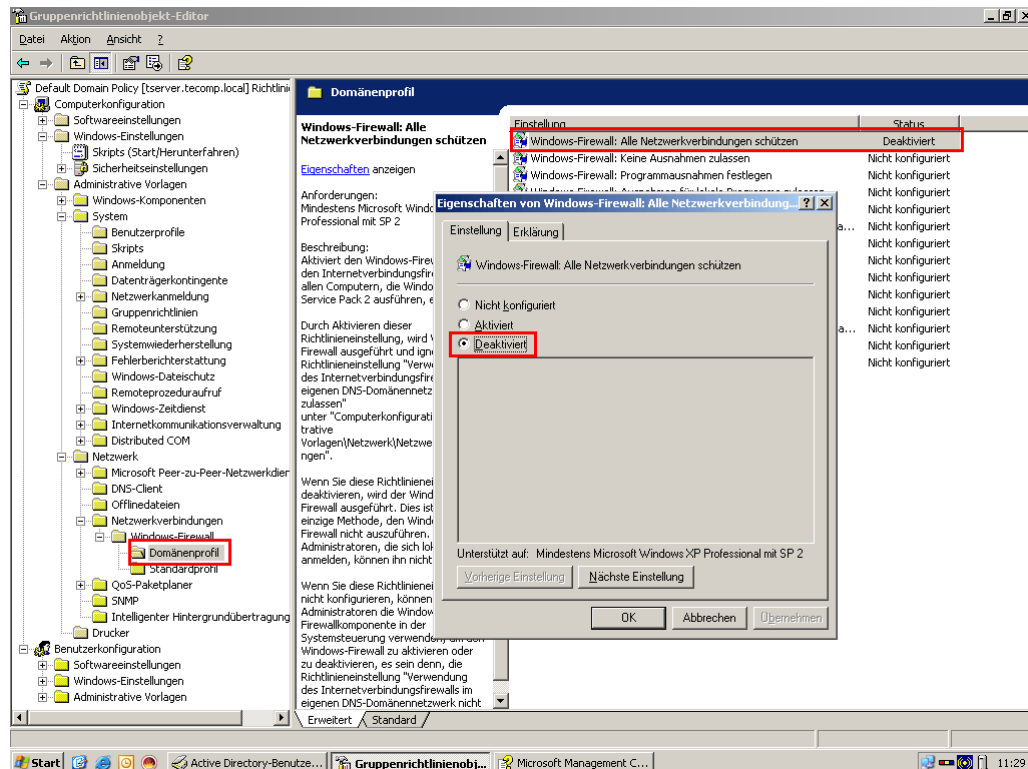 Gruppenrichtlinienobjekt-Editor
Datei Aktion Ansicht ?
Default Domain Policy [tserver.tecomp.local] Richtlini
Computerkonfiguration
Softwareeinstellungen
Windows-Einstellungen
Skripts (Start/Herunterfahren)
Sicherheitseinstellungen
Administrative Vorlagen
Windows-Komponenten
System
Benutzerprofile
Skripts
Anmeldung
Datenträgerkontingente
Netzwerkanmeldung
Gruppenrichtlinien
Remoteunterstützung
Systemwiederherstellung
Fehlerberichterstattung
Windows-Dateischutz
Remoteprozeduraufruf
Windows-Zeitdienst
Internetkommunikationsverwaltung
Distributed COM
Netzwerk
Microsoft Peer-zu-Peer-Netzwerkdien
DNS-Client
Offlinedateien
Netzwerkverbindungen
Windows-Firewall
Domänenprofil
Standardprofil
QoS-Paketplaner
SNMP
Intelligenter Hintergrundübertragung
Drucker
Benutzerkonfiguration
Softwareeinstellungen
Windows-Einstellungen
Administrative Vorlagen
Domänenprofil
Windows-Firewall: Alle
Netzwerkverbindungen schützen
Eigenschaften anzeigen
Anforderungen:
Mindestens Microsoft Windo
Professional mit SP 2
Beschreibung:
Aktiviert den Windows-Firew
den Internetverbindungsfir
allen Computern, die Windo
Service Pack 2 ausführen, e
Durch Aktivieren dieser
Richtlinieneinstellung, wird
Firewall ausgeführt und igno
Richtlinieneinstellung "Verw
des Internetverbindungsfire
eigenen DNS-Domänennetz
zulassen"
unter "Computerkonfigurati
trative
Vorlagen\Netzwerk\Netzwe
ngen".
Wenn Sie diese Richtlinienei
deaktivieren, wird der Wind
Firewall ausgeführt. Dies ist
einzige Methode, den Windo
Firewall nicht auszuführen.
Administratoren, die sich lok
anmelden, können ihn nicht
Wenn Sie diese Richtlinienei
nicht konfigurieren, können
Administratoren die Window
Firewallkomponente in der
Systemsteuerung verwenden, um den
Windows-Firewall zu aktivieren oder
zu deaktivieren, es sein denn, die
Richtlinieneinstellung "Verwendung
des Internetverbindungsfirewalls im
eigenen DNS-Domänennetzwerk nicht
Einstellung Status
Windows-Firewall: Alle Netzwerkverbindungen schützen Deaktiviert
Windows-Firewall: Keine Ausnahmen zulassen Nicht konfiguriert
Windows-Firewall: Programmausnahmen festlegen Nicht konfiguriert
Windows-Firewall: Ausnahmen für lokale Programme zulassen Nicht konfiguriert
Nicht konfiguriert
a... Nicht konfiguriert
Nicht konfiguriert
Nicht konfiguriert
Nicht konfiguriert
Nicht konfiguriert
Nicht konfiguriert
a... Nicht konfiguriert
Nicht konfiguriert
Nicht konfiguriert
Eigenschaften von Windows-Firewall: Alle Netzwerkverbindung...
Einstellung Erklärung
Windows-Firewall: Alle Netzwerkverbindungen schützen
Nicht konfiguriert
Aktiviert
Deaktiviert
Unterstützt auf: Mindestens Microsoft Windows XP Professional mit SP 2
Vorherige Einstellung Nächste Einstellung
OK Abbrechen Übernehmen
Erweitert Standard
Start Active Directory-Benutze... Gruppenrichtlinienobj... Microsoft Management C... 11:29